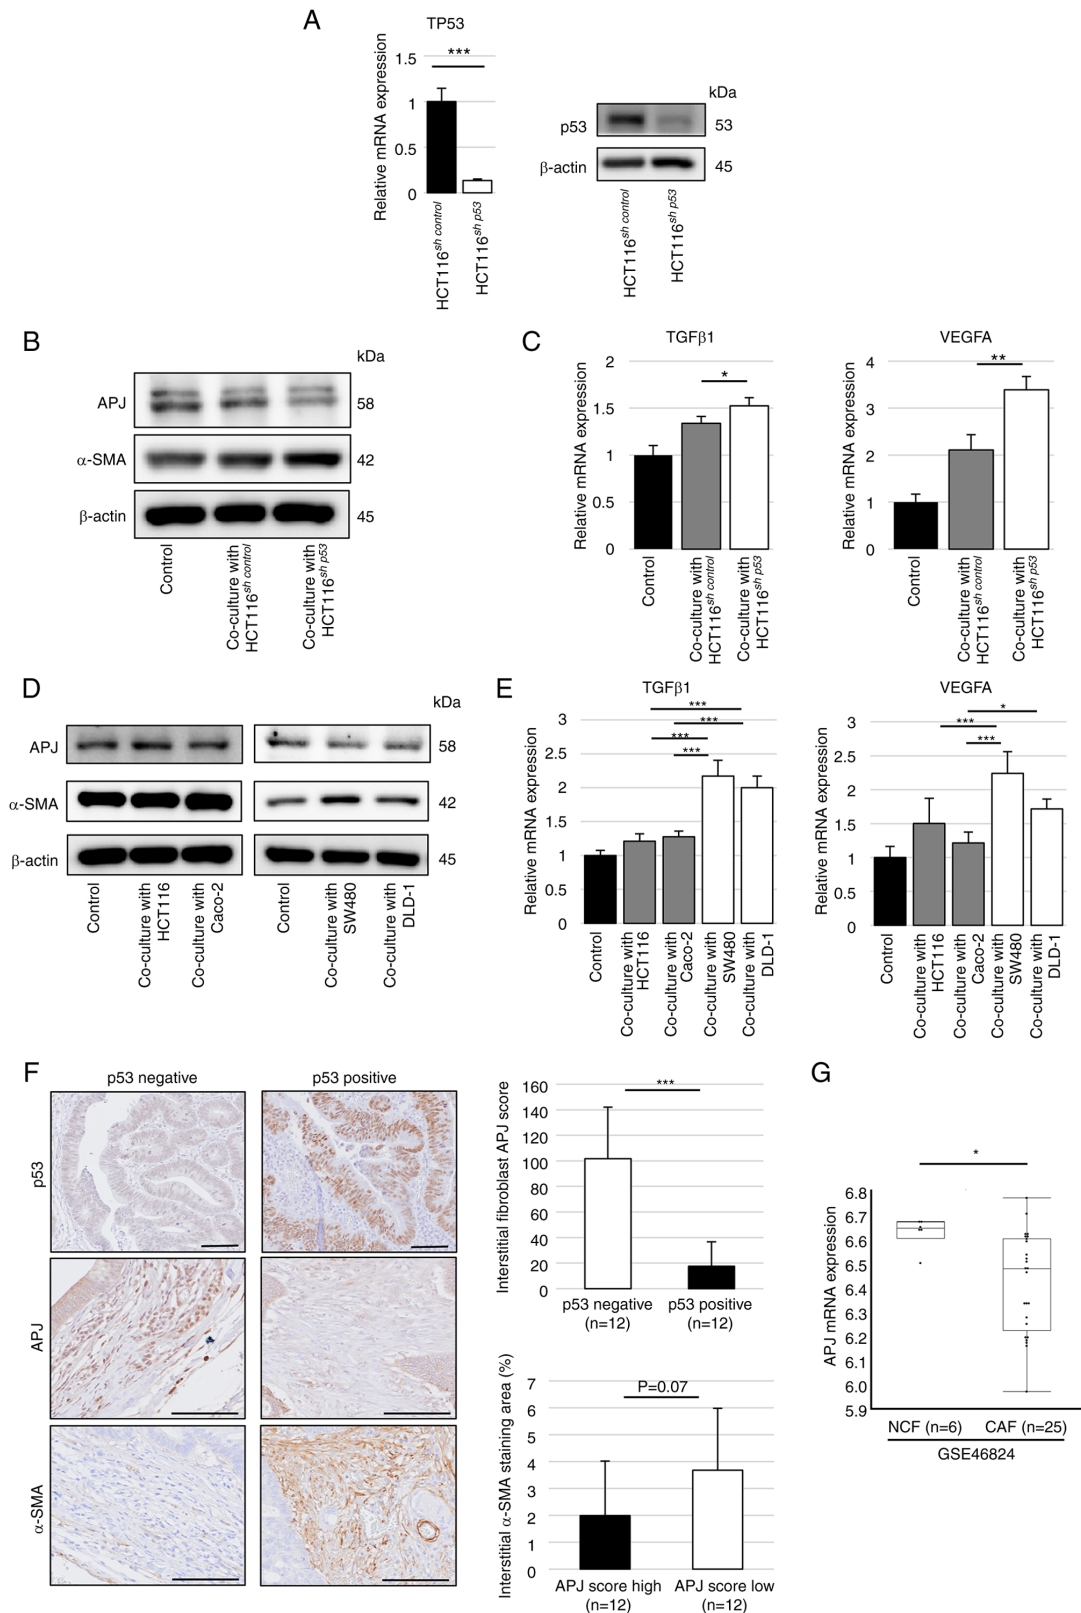 A
TP53
Relative mRNA expression
1.5
1
0.5
0
***
HCT116sh control
HCT116sh p53
kDa
p53
53
β-actin
45
HCT116sh control
HCT116sh p53
B
kDa
APJ
58
α-SMA
42
β-actin
45
Control
Co-culture with
HCT116sh control
Co-culture with
HCT116sh p53
C
TGFβ1
Relative mRNA expression
2
1.5
1
0.5
0
*
Control
Co-culture with
HCT116sh control
Co-culture with
HCT116sh p53
VEGFA
Relative mRNA expression
4
3
2
1
0
**
Control
Co-culture with
HCT116sh control
Co-culture with
HCT116sh p53
D
kDa
APJ
58
α-SMA
42
β-actin
45
Control
Co-culture with
HCT116
Co-culture with
Caco-2
Control
Co-culture with
SW480
Co-culture with
DLD-1
E
TGFβ1
Relative mRNA expression
3
2.5
2
1.5
1
0.5
0
***
***
***
***
Control
Co-culture with
HCT116
Co-culture with
Caco-2
Co-culture with
SW480
Co-culture with
DLD-1
VEGFA
Relative mRNA expression
3
2.5
2
1.5
1
0.5
0
*
***
***
Control
Co-culture with
HCT116
Co-culture with
Caco-2
Co-culture with
SW480
Co-culture with
DLD-1
F
p53 negative
p53 positive
p53
APJ
α-SMA
Interstitial fibroblast APJ score
160
140
120
100
80
60
40
20
0
***
p53 negative
(n=12)
p53 positive
(n=12)
Interstitial α-SMA staining area (%)
7
6
5
4
3
2
1
0
P=0.07
APJ score high
(n=12)
APJ score low
(n=12)
G
*
APJ mRNA expression
6.8
6.7
6.6
6.5
6.4
6.3
6.2
6.1
6.0
5.9
NCF (n=6)
CAF (n=25)
GSE46824